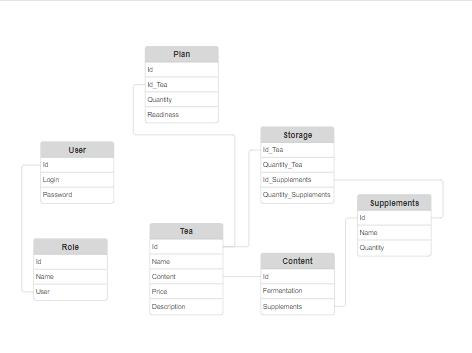 Plan
Id
Id_Tea
Quantity
Readiness
User
Id
Login
Password
Storage
Id_Tea
Quantity_Tea
Id_Supplements
Quantity_Supplements
Supplements
Id
Name
Quantity
Role
Id
Name
User
Tea
Id
Name
Content
Price
Description
Content
Id
Fermentation
Supplements